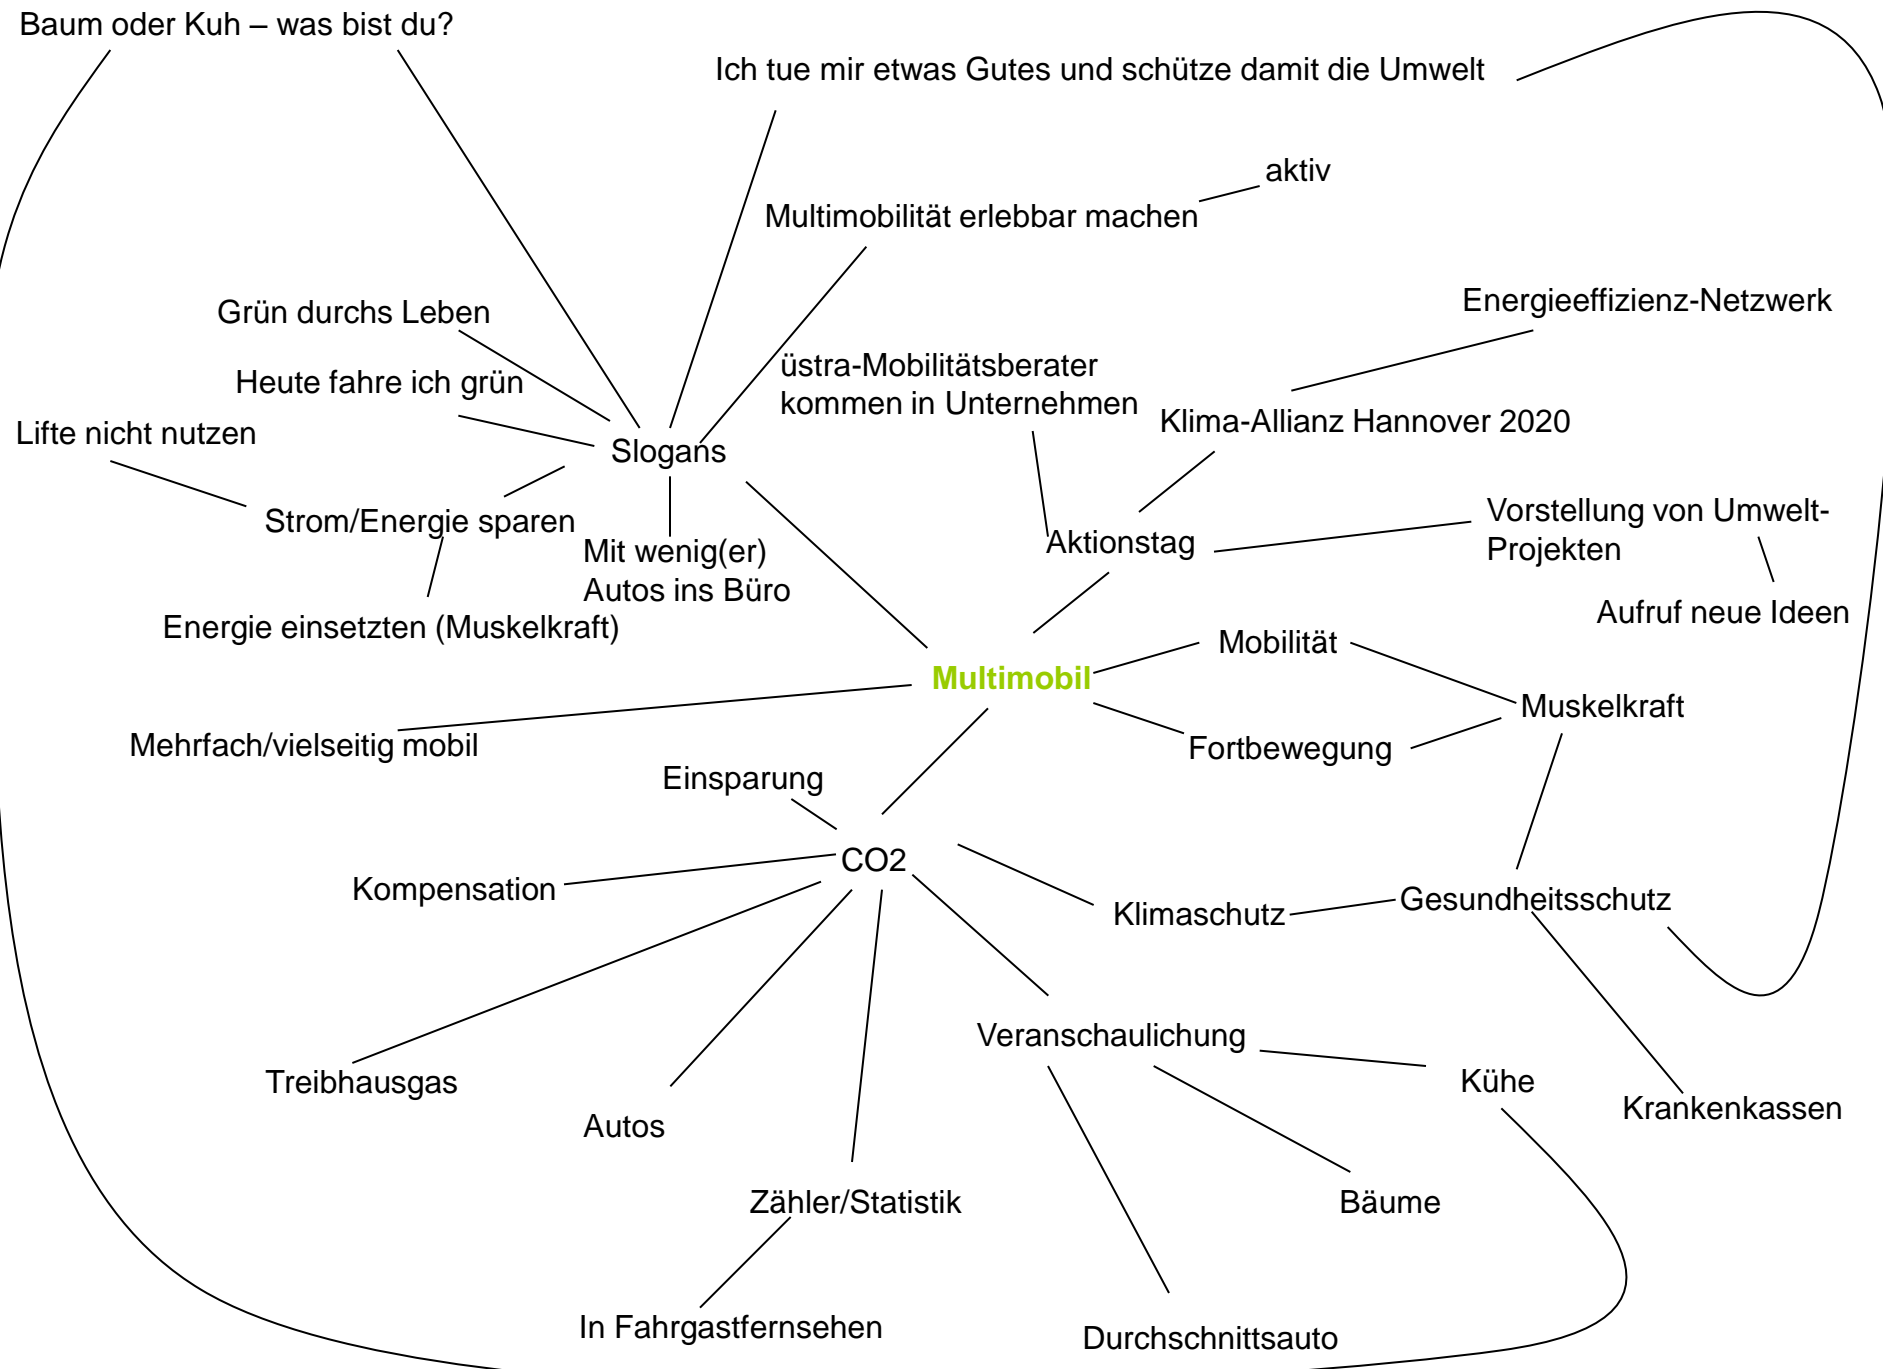 Baum oder Kuh – was bist du?
Ich tue mir etwas Gutes und schütze damit die Umwelt
aktiv
Multimobilität erlebbar machen
Energieeffizienz-Netzwerk
Grün durchs Leben
üstra-Mobilitätsberater
kommen in Unternehmen
Heute fahre ich grün
Klima-Allianz Hannover 2020
Lifte nicht nutzen
Slogans
Strom/Energie sparen
Vorstellung von Umwelt-
Projekten
Aktionstag
Mit wenig(er)
Autos ins Büro
Aufruf neue Ideen
Energie einsetzten (Muskelkraft)
Mobilität
Multimobil
Muskelkraft
Mehrfach/vielseitig mobil
Fortbewegung
Einsparung
CO2
Kompensation
Klimaschutz
Gesundheitsschutz
Veranschaulichung
Treibhausgas
Kühe
Krankenkassen
Autos
Zähler/Statistik
Bäume
In Fahrgastfernsehen
Durchschnittsauto